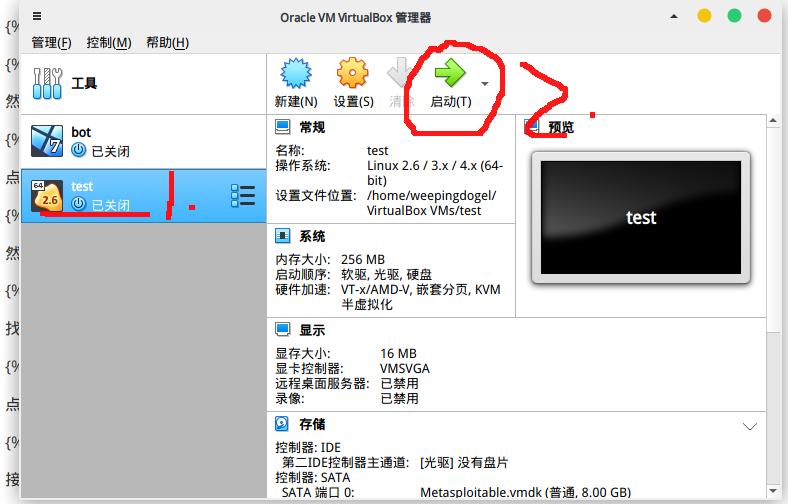 Oracle VM VirtualBox 管理器
管理(F) 控制(M) 帮助(H)
工具
新建(N) 设置(S) 清除 启动(T)
bot
已关闭
64
2.6
test
已关闭
1.
2.
常规
名称: test
操作系统: Linux 2.6 / 3.x / 4.x (64-
bit)
设置文件位置: /home/weepingdogel/
VirtualBox VMs/test
预览
test
系统
内存大小: 256 MB
启动顺序: 软驱, 光驱, 硬盘
硬件加速: VT-x/AMD-V, 嵌套分页, KVM
半虚拟化
显示
显存大小: 16 MB
显卡控制器: VMSVGA
远程桌面服务器: 已禁用
录像: 已禁用
存储
控制器: IDE
第二IDE控制器主通道: [光驱] 没有盘片
控制器: SATA
SATA 端口 0: Metasploitable.vmdk (普通, 8.00 GB)
{%
{%
然
{%
点
{%
然
{%
找
{%
点
{%
接